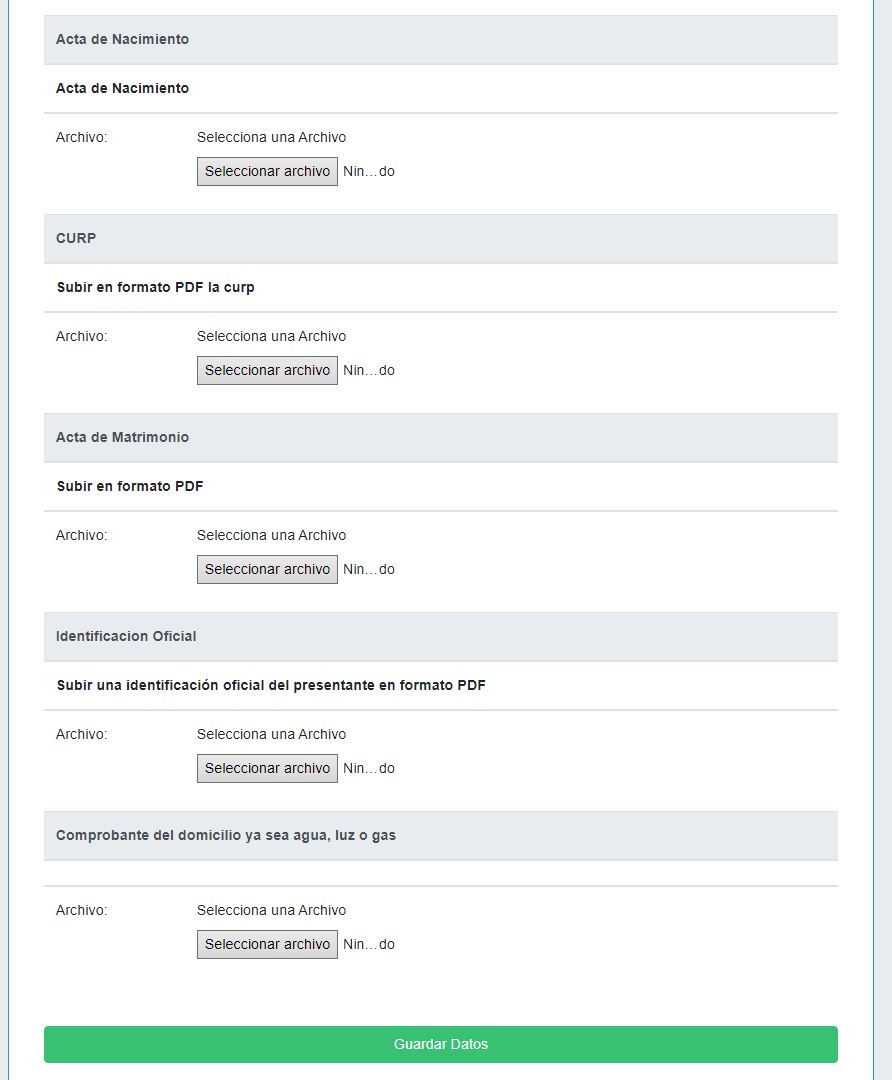 Acta de Nacimiento
Acta de Nacimiento
Archivo: Selecciona una Archivo
Seleccionar archivo Nin...do
CURP
Subir en formato PDF la curp
Archivo: Selecciona una Archivo
Seleccionar archivo Nin...do
Acta de Matrimonio
Subir en formato PDF
Archivo: Selecciona una Archivo
Seleccionar archivo Nin...do
Identificacion Oficial
Subir una identificación oficial del presentante en formato PDF
Archivo: Selecciona una Archivo
Seleccionar archivo Nin...do
Comprobante del domicilio ya sea agua, luz o gas
Archivo: Selecciona una Archivo
Seleccionar archivo Nin...do
Guardar Datos